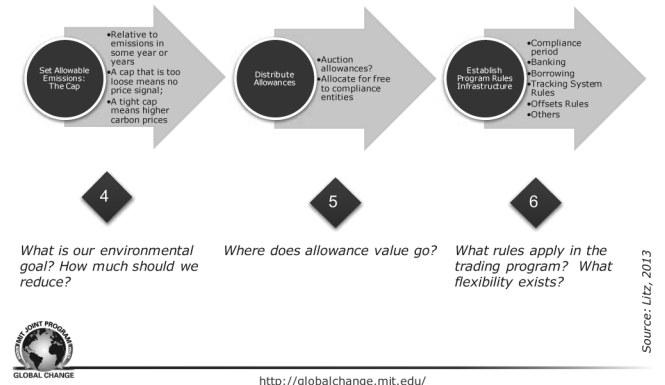 Set Allowable
Emissions:
The Cap
•Relative to
emissions in
some year or
years
•A cap that is too
loose means no
price signal;
•A tight cap
means higher
carbon prices
Distribute
Allowances
•Auction
allowances?
•Allocate for free
to compliance
entities
Establish
Program Rules
Infrastructure
•Compliance
period
•Banking
•Borrowing
•Tracking System
Rules
•Offsets Rules
•Others
4
5
6
What is our environmental
goal? How much should we
reduce?
Where does allowance value go?
What rules apply in the
trading program?  What
flexibility exists?
Source: Litz, 2013
MIT JOINT PROGRAM
GLOBAL CHANGE
http://globalchange.mit.edu/